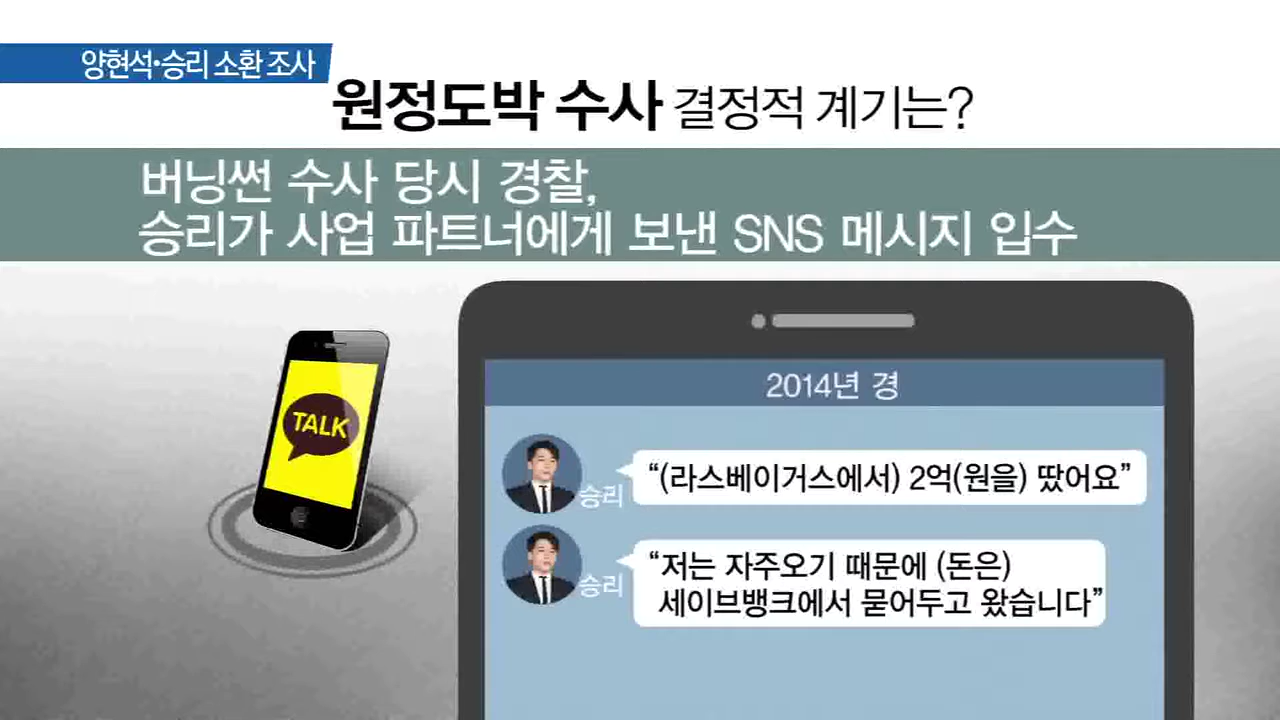 양현석·승리 소환 조사
원정도박 수사 결정적 계기는?
버닝썬 수사 당시 경찰,
승리가 사업 파트너에게 보낸 SNS 메시지 입수
TALK
2014년 경
승리
“(라스베이거스에서) 2억(원을) 땄어요”
승리
“저는 자주오기 때문에 (돈은)
세이브뱅크에서 묻어두고 왔습니다”